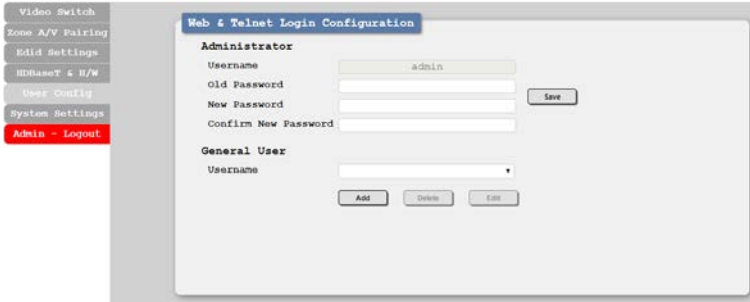 Video Switch
Zone A/V Pairing
Edid Settings
HDBaseT & H/W
User Config
System Settings
Admin - Logout
Web & Telnet Login Configuration
Administrator
Username admin
Old Password
New Password
Save
Confirm New Password
General User
Username
Add Delete Edit